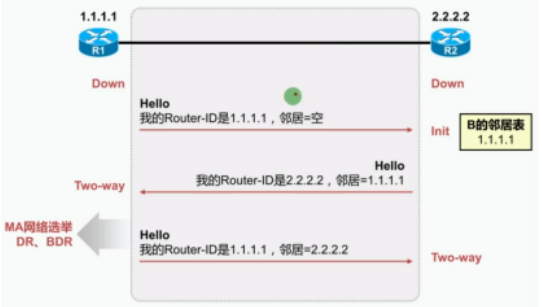 1.1.1.1
2.2.2.2
R1
R2
Down
Down
Hello
我的Router-ID是1.1.1.1，邻居=空
Init
B的邻居表
1.1.1.1
Hello
我的Router-ID是2.2.2.2，邻居=1.1.1.1
Two-way
MA网络选举
DR、BDR
Hello
我的Router-ID是1.1.1.1，邻居=2.2.2.2
Two-way